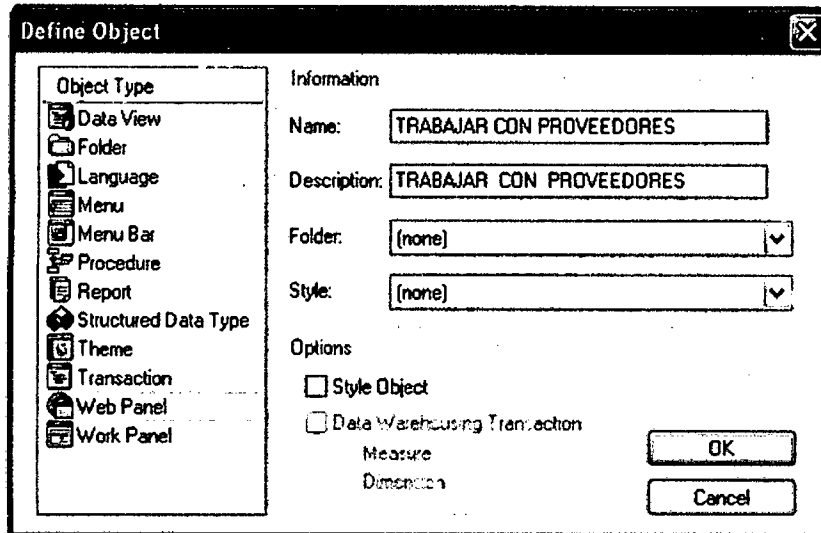 Define Object
Object Type
Data View
Folder
Language
Menu
Menu Bar
Procedure
Report
Structured Data Type
Theme
Transaction
Web Panel
Work Panel
Information
Name: TRABAJAR CON PROVEEDORES
Description: TRABAJAR CON PROVEEDORES
Folder: (none)
Style: (none)
Options
Style Object
Data Warehousing Transaction
Measure
Dimension
OK
Cancel